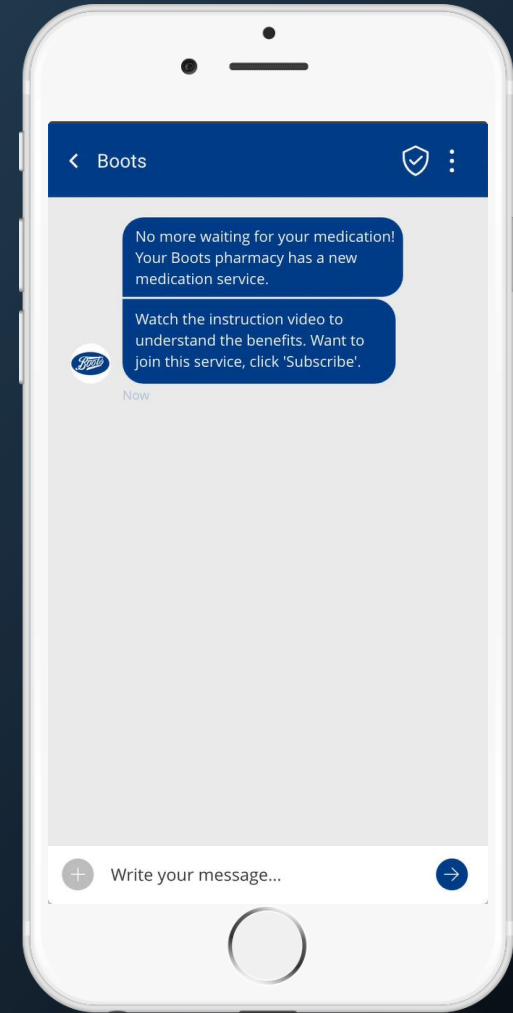 Boots
No more waiting for your medication!
Your Boots pharmacy has a new
medication service.
Watch the instruction video to
understand the benefits. Want to
join this service, click 'Subscribe'.
Boots
Now
Write your message...